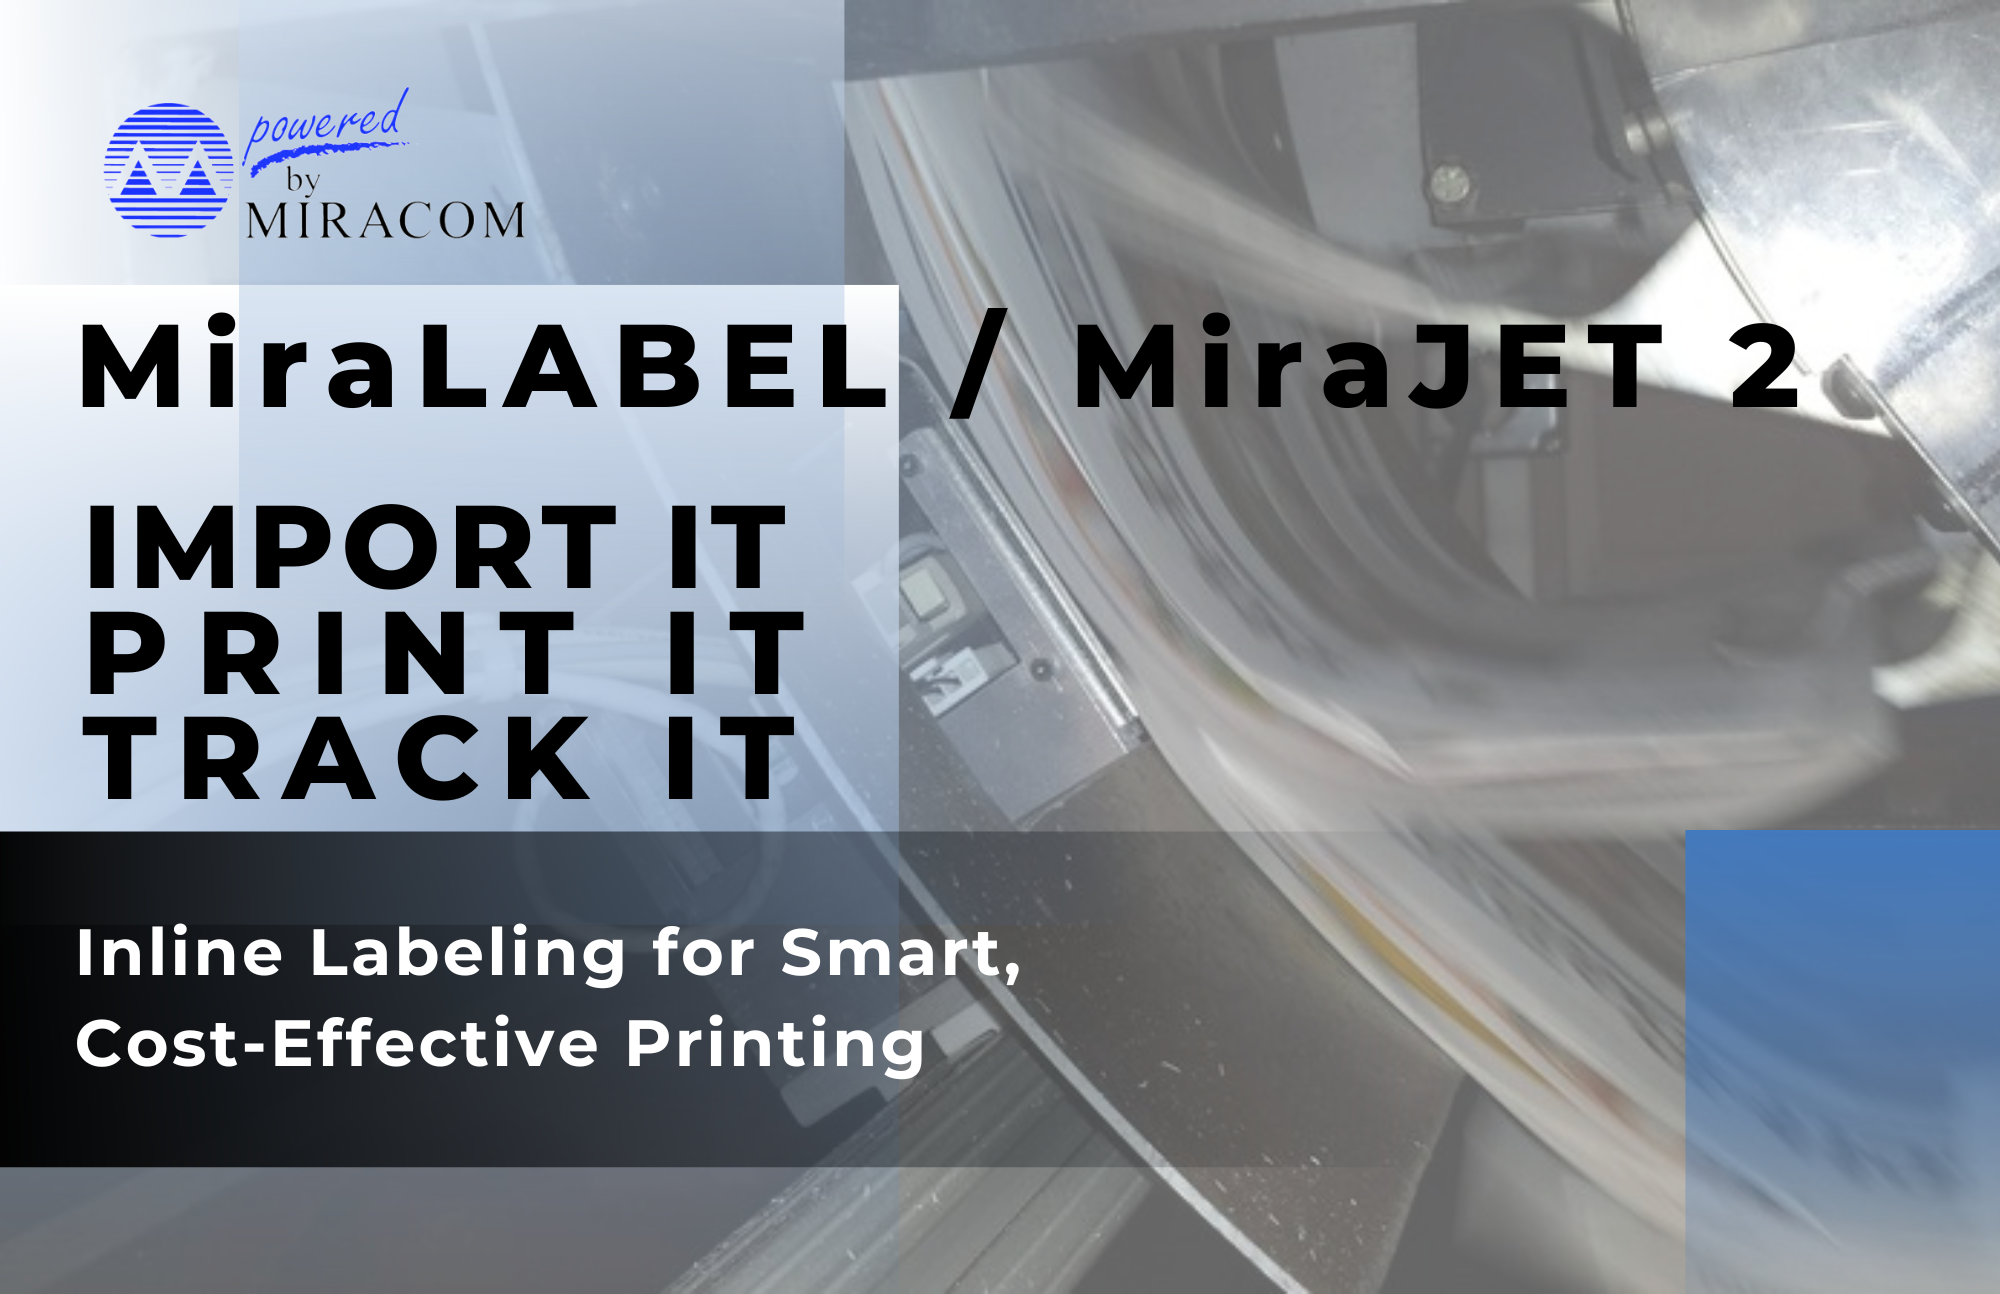 powered
by
MIRACOM
MiraLABEL / MiraJET 2
IMPORT IT
PRINT IT
TRACK IT
Inline Labeling for Smart,
Cost-Effective Printing